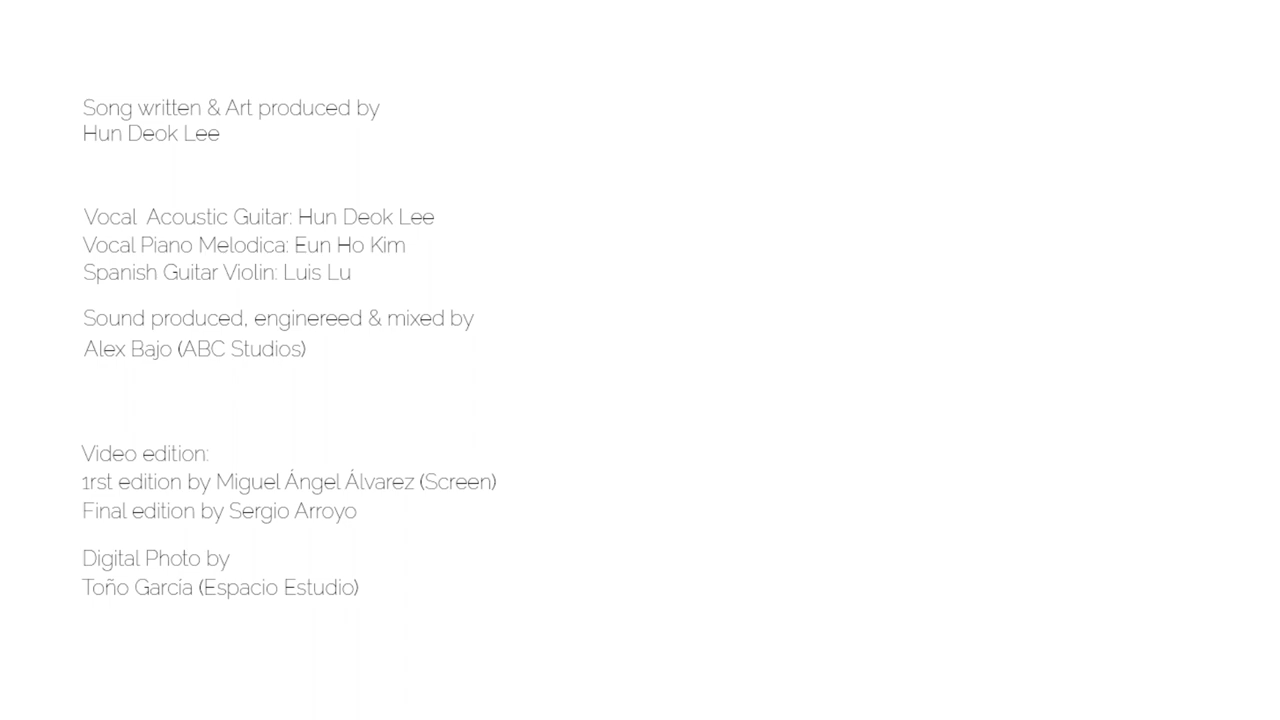 Song written & Art produced by
Hun Deok Lee
Vocal  Acoustic Guitar: Hun Deok Lee
Vocal Piano Melodica: Eun Ho Kim
Spanish Guitar Violin: Luis Lu
Sound produced, enginereed & mixed by
Alex Bajo (ABC Studios)
Video edition:
1rst edition by Miguel Ángel Álvarez (Screen)
Final edition by Sergio Arroyo
Digital Photo by
Toño García (Espacio Estudio)